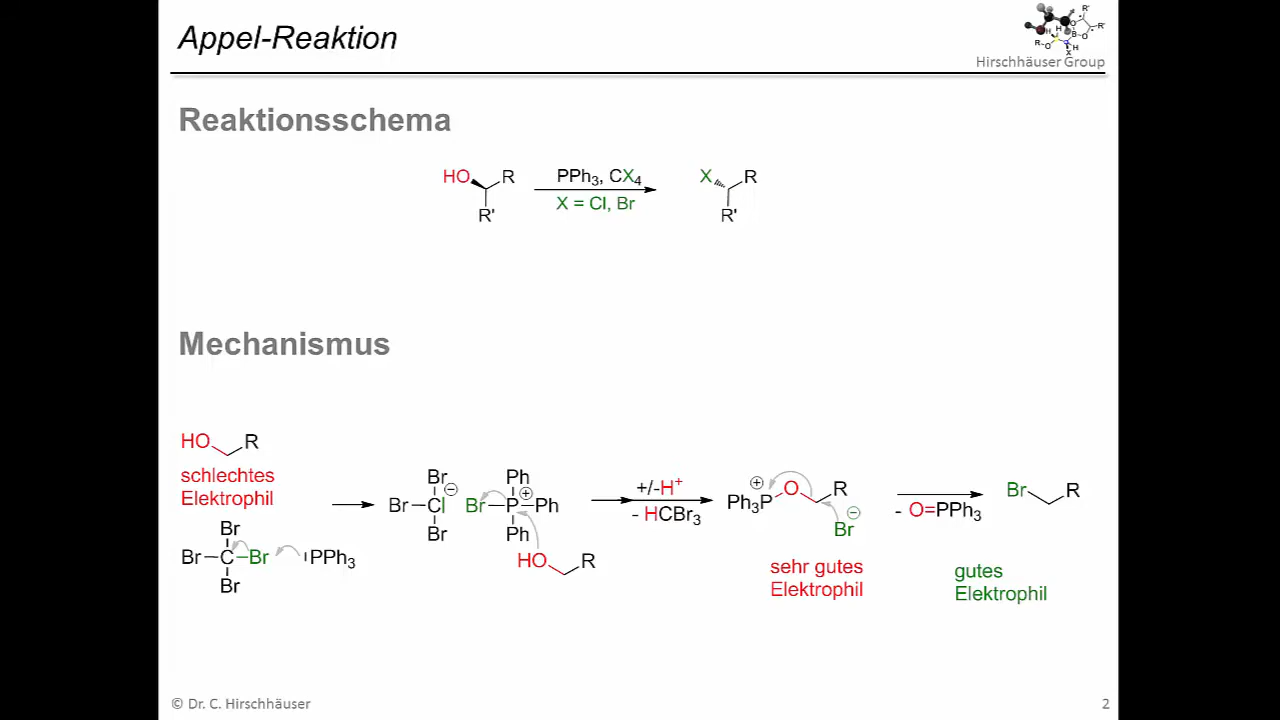 Appel-Reaktion
Hirschhäuser Group
Reaktionsschema
HO R R'
PPh₃, CX₄
X = Cl, Br
X R R'
Mechanismus
HO R
schlechtes
Elektrophil
Br
Br C Br IPPh₃
Br
Br ⊖
Br Cl
Br
Ph
Br P ⊕ Ph
Ph
HO R
+/-H⁺
- HCBr₃
⊕
Ph₃P O R
Br ⊖
sehr gutes
Elektrophil
- O=PPh₃
Br R
gutes
Elektrophil
© Dr. C. Hirschhäuser
2